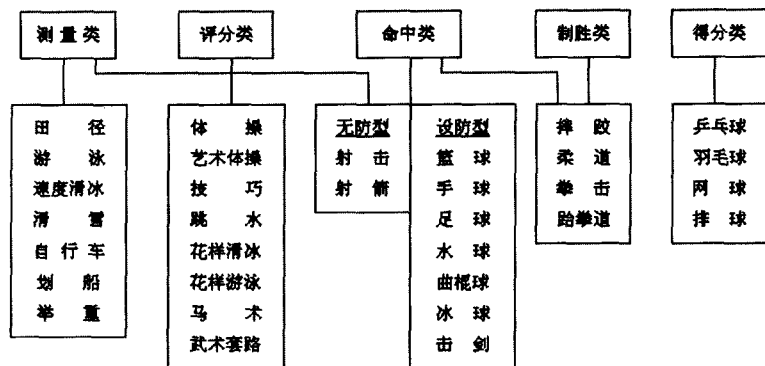 测量类
评分类
命中类
制胜类
得分类
田径
游泳
速度滑冰
滑雪
自行车
划船
举重
体操
艺术体操
技巧
跳水
花样滑冰
花样游泳
马术
武术套路
无防型
射击
射箭
设防型
篮球
手球
足球
水球
曲棍球
冰球
击剑
摔跤
柔道
拳击
跆拳道
乒乓球
羽毛球
网球
排球